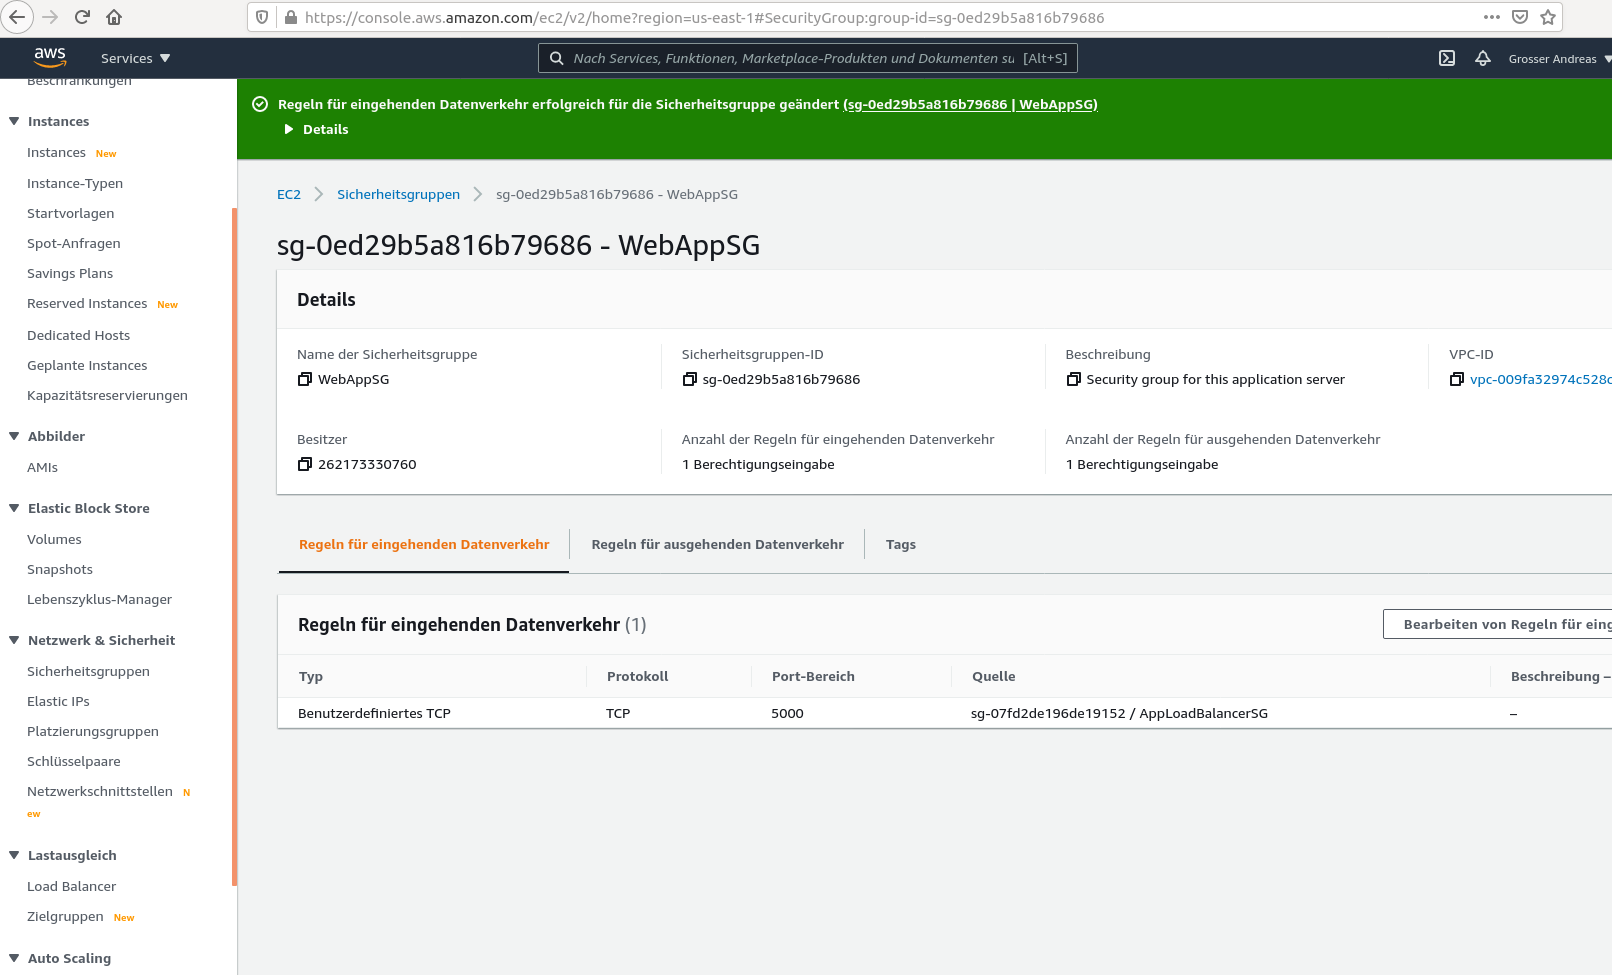 https://console.aws.amazon.com/ec2/v2/home?region=us-east-1#SecurityGroup:group-id=sg-0ed29b5a816b79686
aws
Services
Nach Services, Funktionen, Marketplace-Produkten und Dokumenten su
[Alt+S]
Grosser Andreas
Beschränkungen
Instances
Instances New
Instance-Typen
Startvorlagen
Spot-Anfragen
Savings Plans
Reserved Instances New
Dedicated Hosts
Geplante Instances
Kapazitätsreservierungen
Abbilder
AMIs
Elastic Block Store
Volumes
Snapshots
Lebenszyklus-Manager
Netzwerk & Sicherheit
Sicherheitsgruppen
Elastic IPs
Platzierungsgruppen
Schlüsselpaare
Netzwerkschnittstellen N
ew
Lastausgleich
Load Balancer
Zielgruppen New
Auto Scaling
Regeln für eingehenden Datenverkehr erfolgreich für die Sicherheitsgruppe geändert (sg-0ed29b5a816b79686 | WebAppSG)
Details
EC2
Sicherheitsgruppen
sg-0ed29b5a816b79686 - WebAppSG
sg-0ed29b5a816b79686 - WebAppSG
Details
Name der Sicherheitsgruppe
WebAppSG
Sicherheitsgruppen-ID
sg-0ed29b5a816b79686
Beschreibung
Security group for this application server
VPC-ID
vpc-009fa32974c528
Besitzer
262173330760
Anzahl der Regeln für eingehenden Datenverkehr
1 Berechtigungseingabe
Anzahl der Regeln für ausgehenden Datenverkehr
1 Berechtigungseingabe
Regeln für eingehenden Datenverkehr
Regeln für ausgehenden Datenverkehr
Tags
Regeln für eingehenden Datenverkehr (1)
Bearbeiten von Regeln für eing
Typ
Protokoll
Port-Bereich
Quelle
Beschreibung –
Benutzerdefiniertes TCP
TCP
5000
sg-07fd2de196de19152 / AppLoadBalancerSG
–